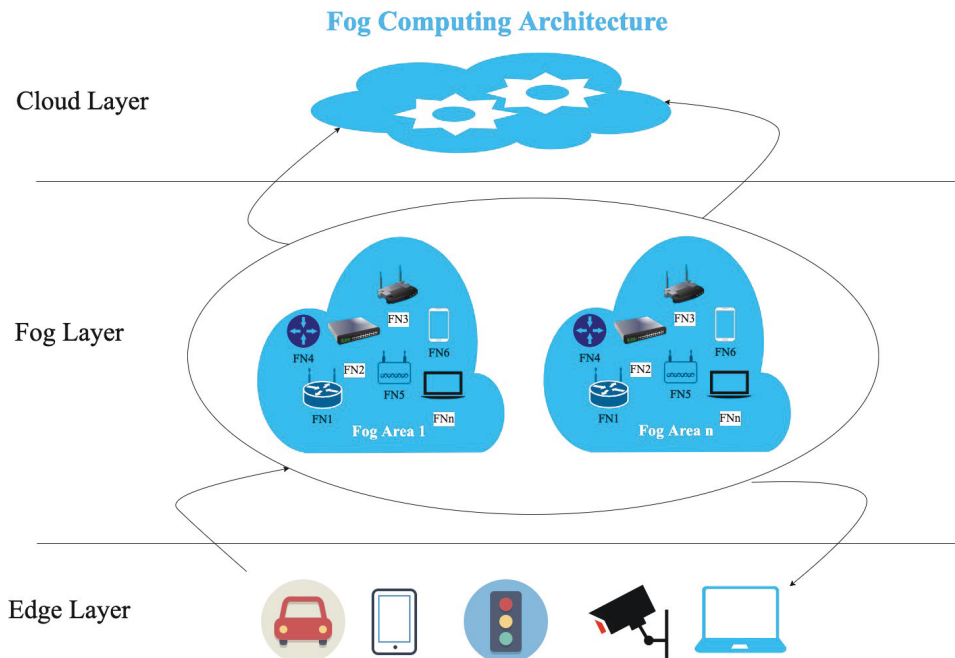 Fog Computing Architecture
Cloud Layer
Fog Layer
FN3
FN4
FN6
FN2
FN5
FN1
FNn
Fog Area 1
FN3
FN4
FN6
FN2
FN5
FN1
FNn
Fog Area n
Edge Layer